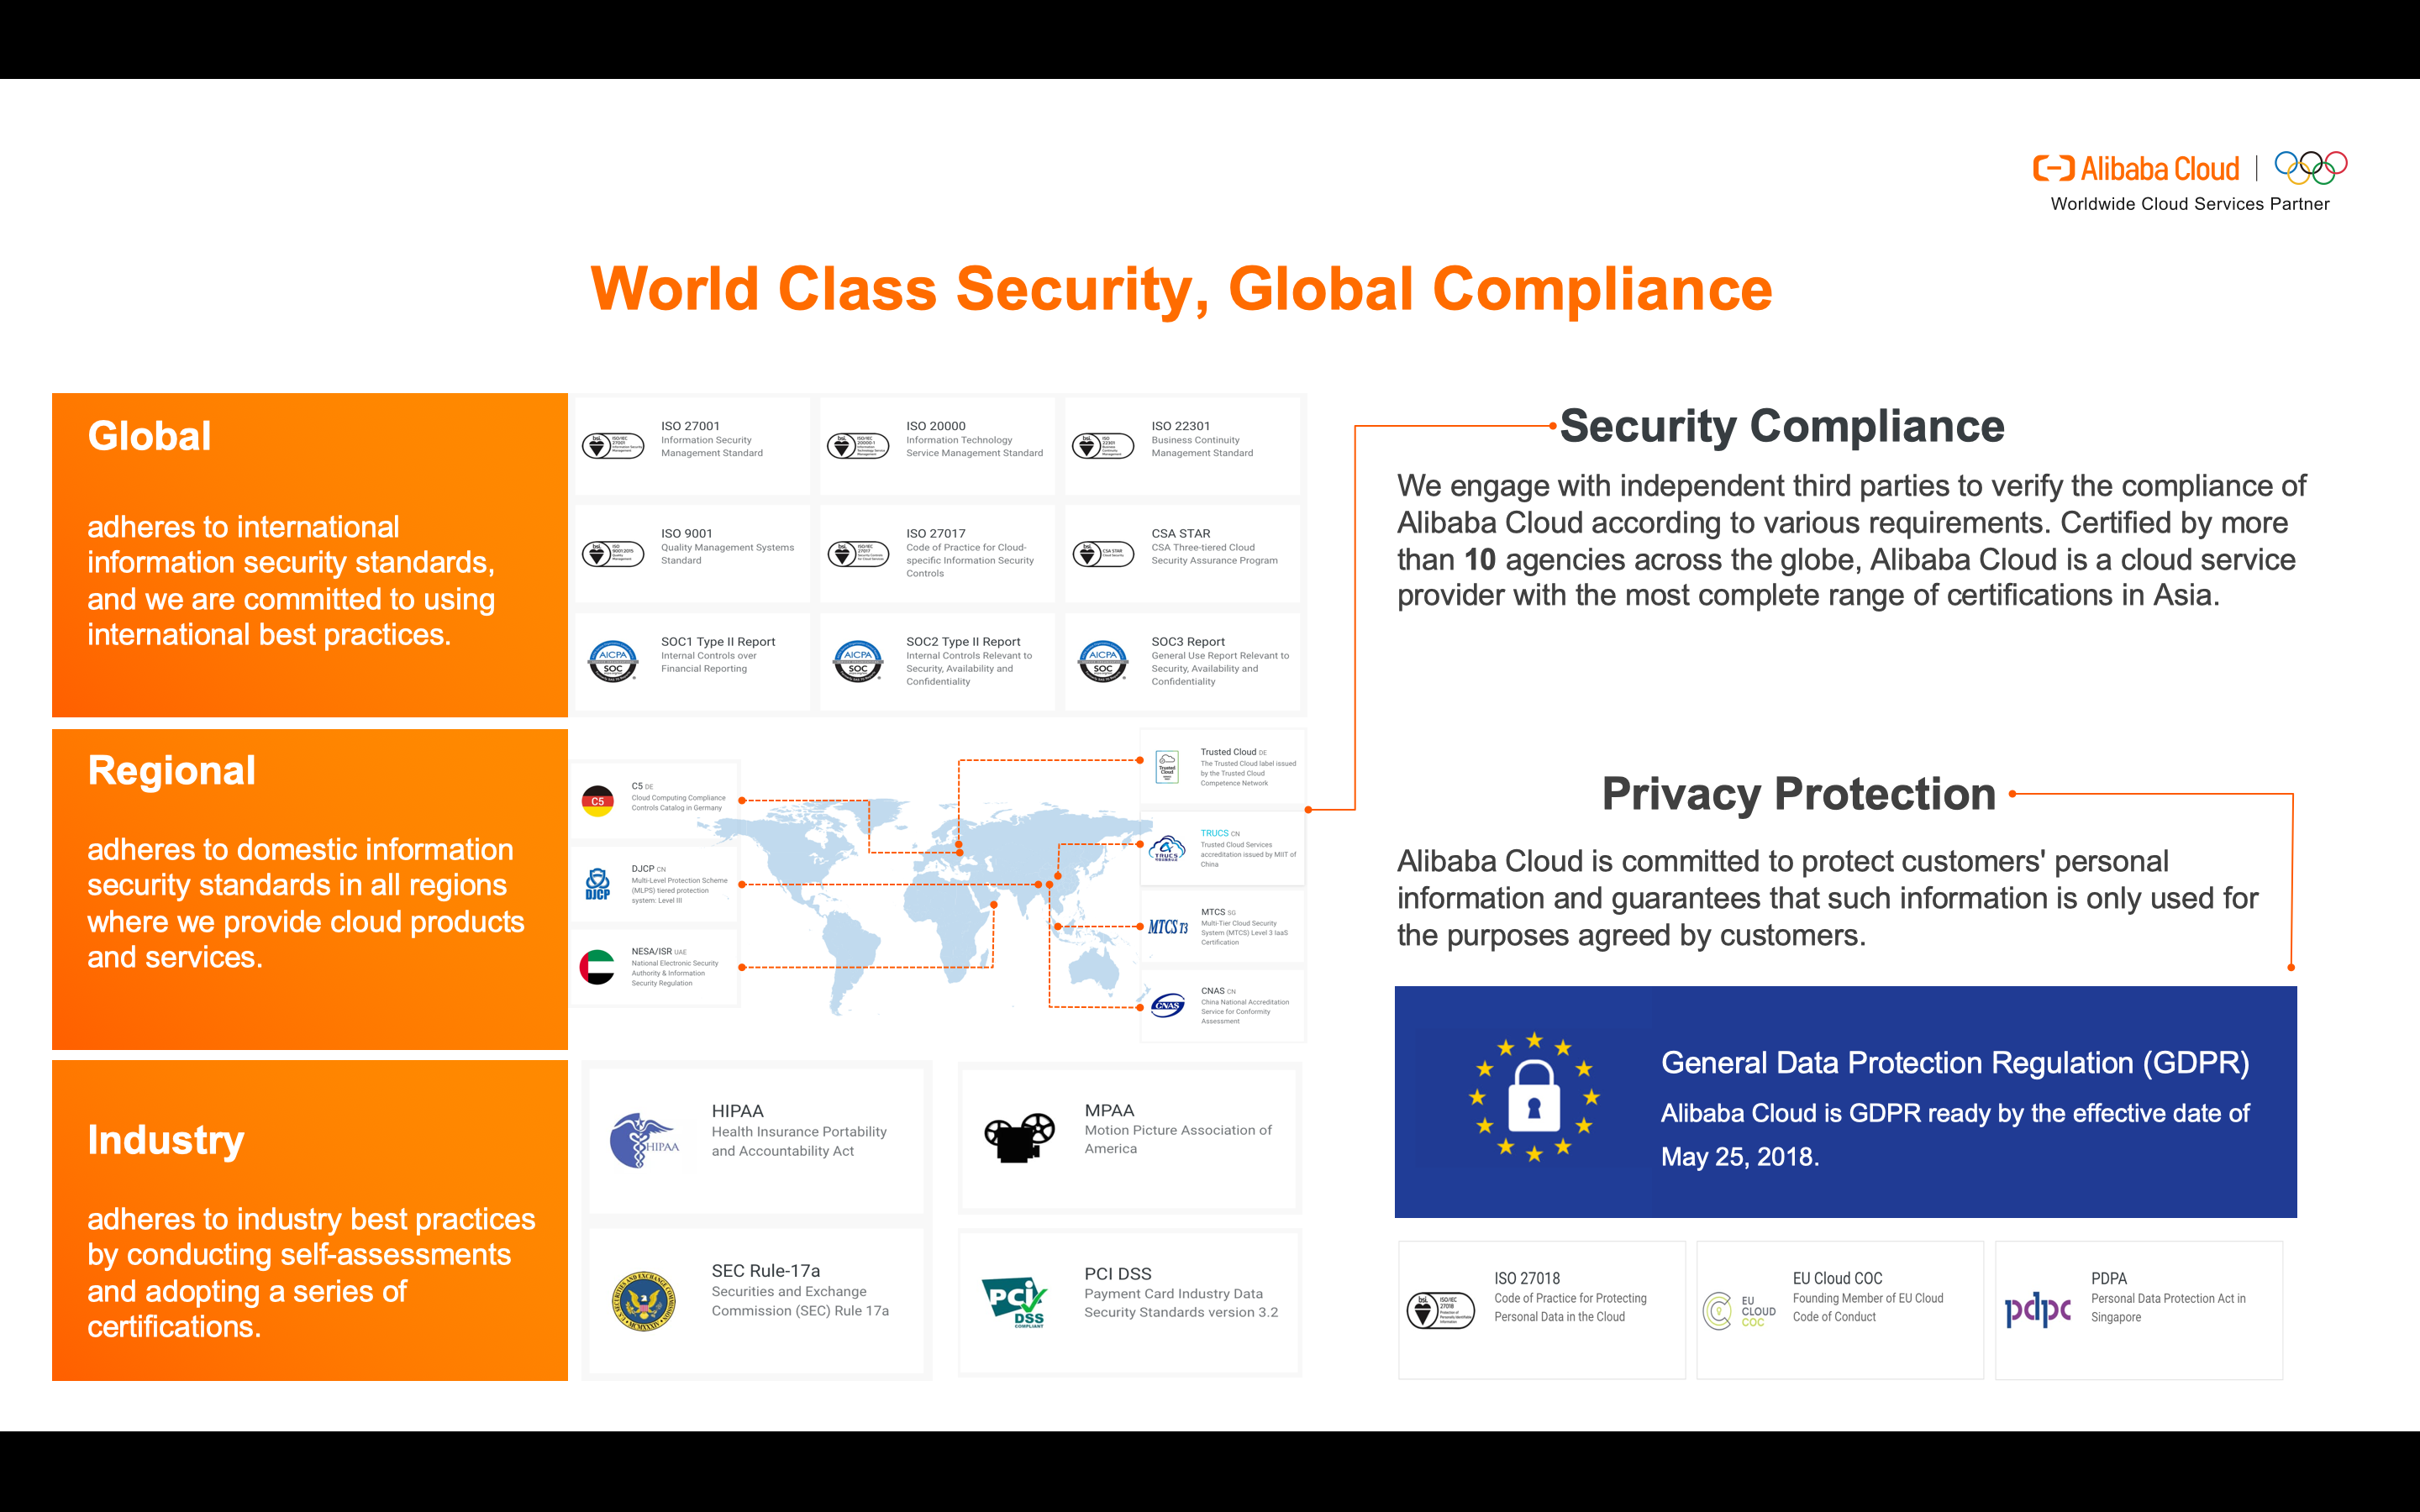 Alibaba Cloud
Worldwide Cloud Services Partner
World Class Security, Global Compliance
Global
adheres to international
information security standards,
and we are committed to using
international best practices.
ISO 27001
Information Security
Management Standard
ISO 20000
Information Technology
Service Management Standard
ISO 22301
Business Continuity
Management Standard
ISO 9001
Quality Management Systems
Standard
ISO 27017
Code of Practice for Cloud-
specific Information Security
Controls
CSA STAR
CSA Three-tiered Cloud
Security Assurance Program
AICPA
SOC
SOC1 Type II Report
Internal Controls over
Financial Reporting
AICPA
SOC
SOC2 Type II Report
Internal Controls Relevant to
Security, Availability and
Confidentiality
AICPA
SOC
SOC3 Report
General Use Report Relevant to
Security, Availability and
Confidentiality
Regional
adheres to domestic information
security standards in all regions
where we provide cloud products
and services.
C5
C5 DE
Cloud Computing Compliance
Controls Catalog in Germany
DJCP
DJCP CN
Multi-Level Protection Scheme
(MLPS) tiered protection
system: Level III
NESA/ISR UAE
National Electronic Security
Authority & Information
Security Regulation
Trusted
Cloud
Trusted Cloud DE
The Trusted Cloud label issued
by the Trusted Cloud
Competence Network
TRUCS
TRUCS CN
Trusted Cloud Services
accreditation issued by MIIT of
China
MTCS T3
MTCS SG
Multi-Tier Cloud Security
System (MTCS) Level 3 IaaS
Certification
CNAS
CNAS CN
China National Accreditation
Service for Conformity
Assessment
Industry
adheres to industry best practices
by conducting self-assessments
and adopting a series of
certifications.
HIPAA
HIPAA
Health Insurance Portability
and Accountability Act
MPAA
Motion Picture Association of
America
SEC Rule-17a
Securities and Exchange
Commission (SEC) Rule 17a
PCI
DSS
COMPLIANT
PCI DSS
Payment Card Industry Data
Security Standards version 3.2
Security Compliance
We engage with independent third parties to verify the compliance of
Alibaba Cloud according to various requirements. Certified by more
than 10 agencies across the globe, Alibaba Cloud is a cloud service
provider with the most complete range of certifications in Asia.
Privacy Protection
Alibaba Cloud is committed to protect customers' personal
information and guarantees that such information is only used for
the purposes agreed by customers.
General Data Protection Regulation (GDPR)
Alibaba Cloud is GDPR ready by the effective date of
May 25, 2018.
ISO 27018
Code of Practice for Protecting
Personal Data in the Cloud
EU
CLOUD
COC
EU Cloud COC
Founding Member of EU Cloud
Code of Conduct
pdpc
PDPA
Personal Data Protection Act in
Singapore